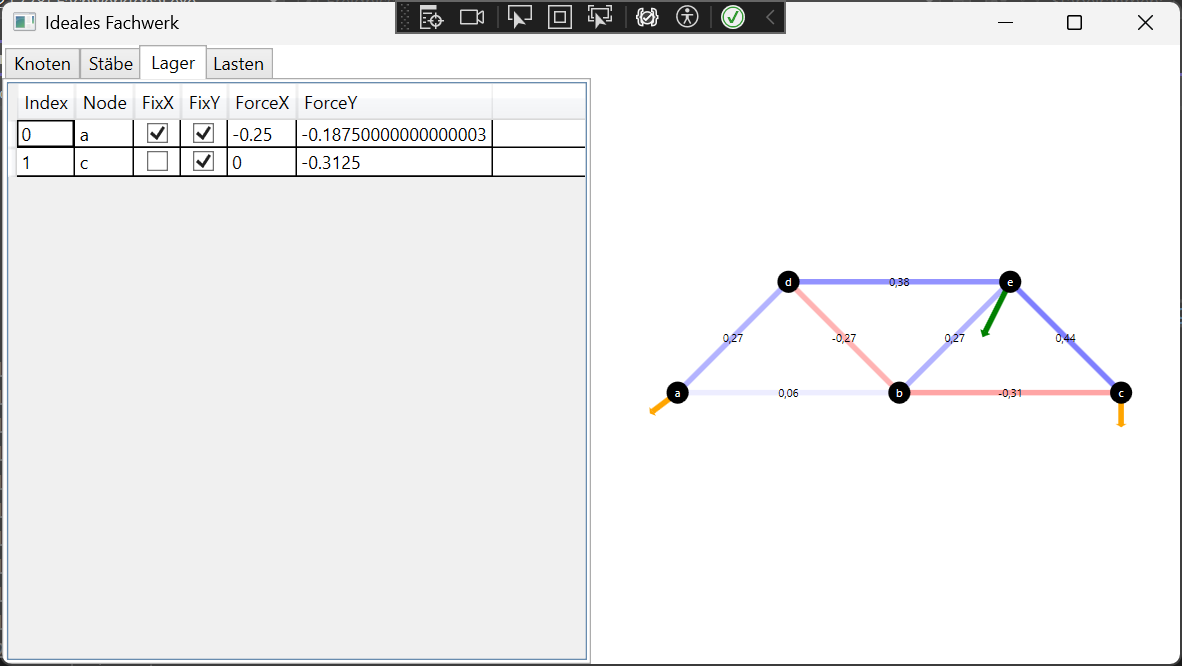 Ideales Fachwerk
Knoten Stäbe Lager Lasten
Index Node FixX FixY ForceX ForceY
0 a -0.25 -0.18750000000000003
1 c 0 -0.3125
d 0,38 e
0,27 -0,27 0,27 0,44
a 0,06 b -0,31 c